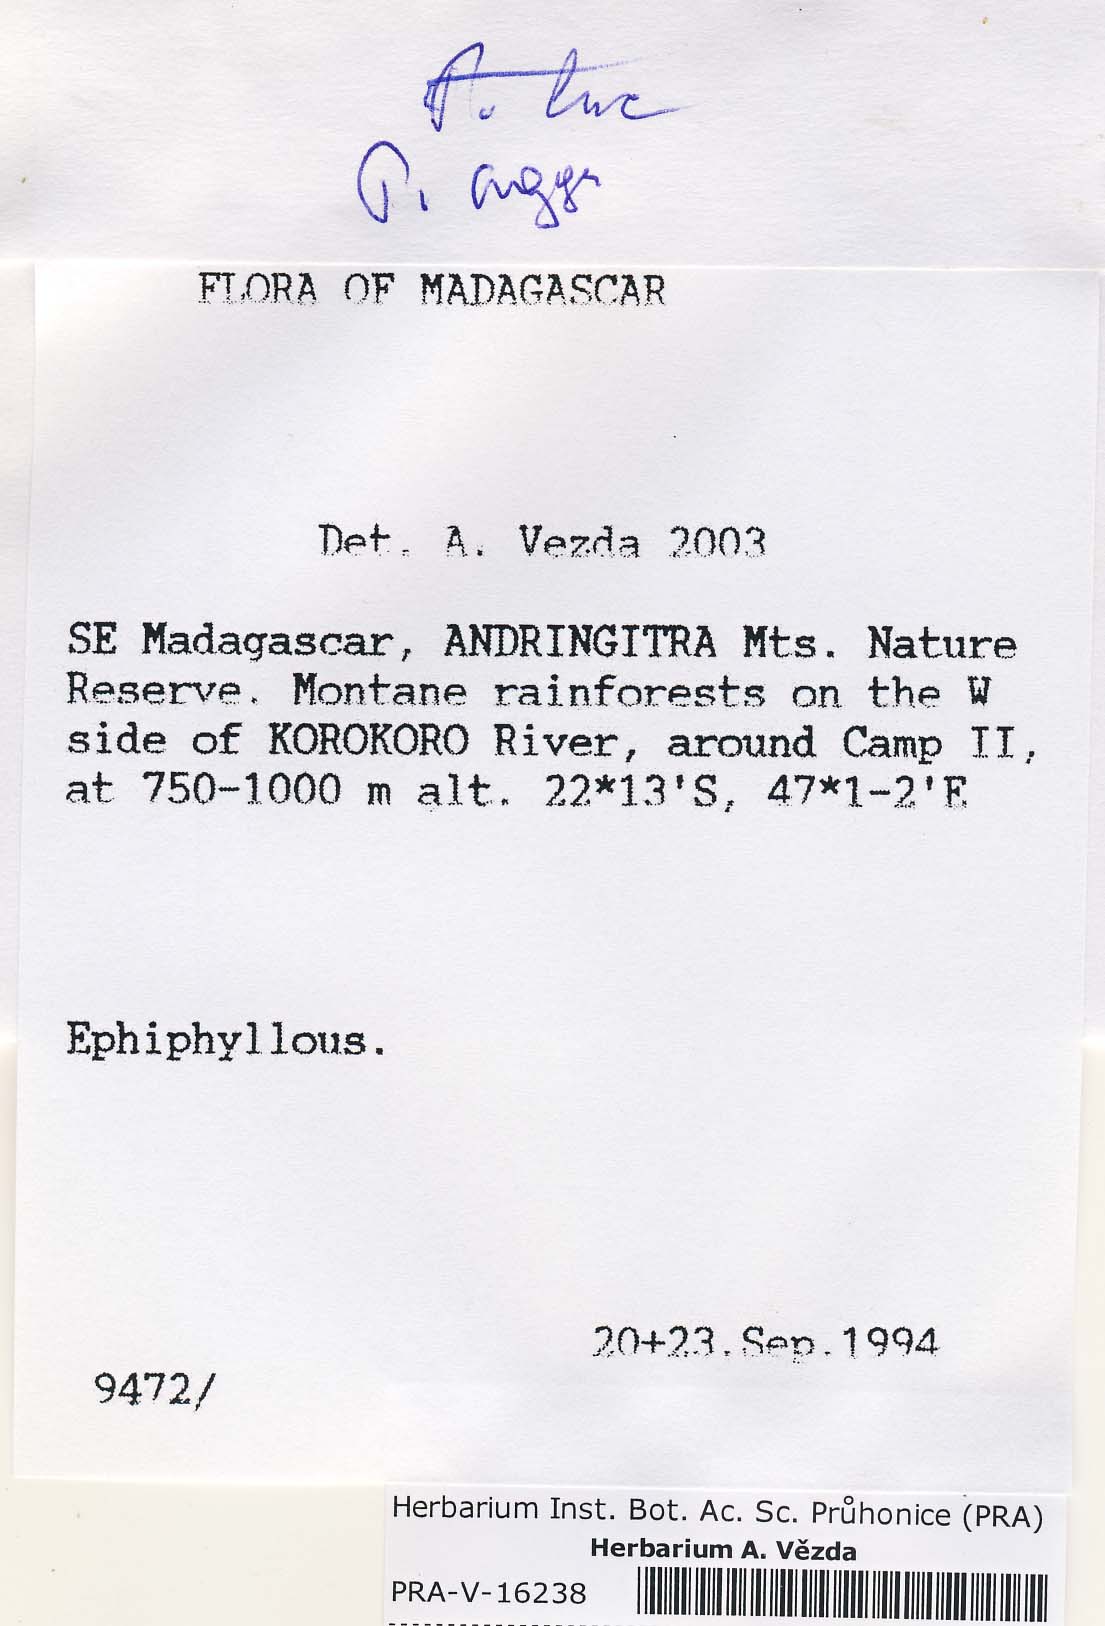 FLORA OF MADAGASCAR
Det. A. Vezda 2003
SE Madagascar, ANDRINGITRA Mts. Nature
Reserve. Montane rainforests on the W
side of KOROKORO River, around Camp II,
at 750-1000 m alt. 22*13'S, 47*1-2'E
Ephiphyllous.
20+23.Sep.1994
9472/
Herbarium Inst. Bot. Ac. Sc. Průhonice (PRA)
Herbarium A. Vězda
PRA-V-16238